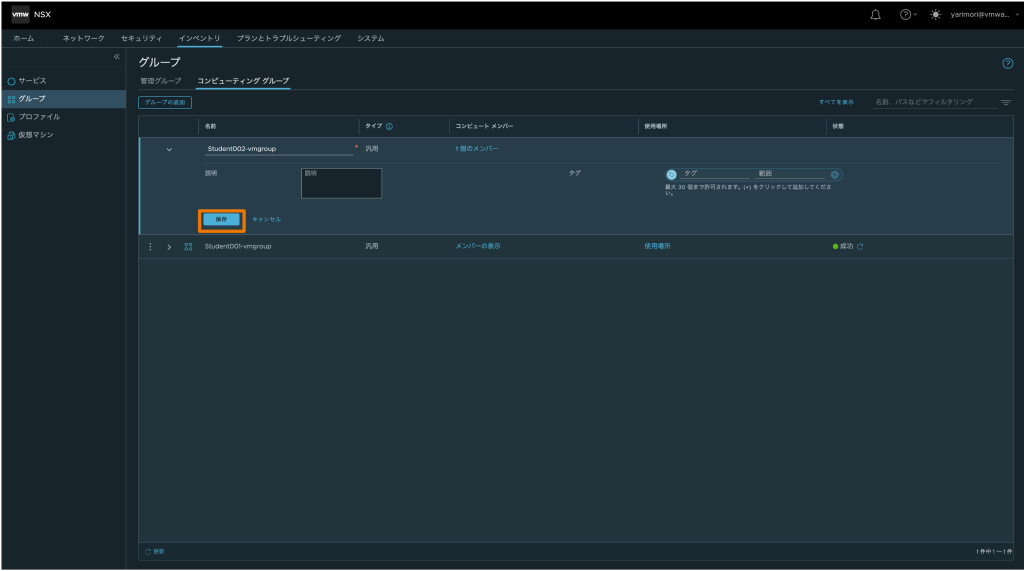 vmw NSX
yarimori@vmwa...
ホーム ネットワーク セキュリティ インベントリ プランとトラブルシューティング システム
サービス
グループ
プロファイル
仮想マシン
グループ
管理グループ コンピューティング グループ
グループの追加 すべてを表示 名前、パスなどでフィルタリング
名前 タイプ コンピュート メンバー 使用場所 状態
Student002-vmgroup * 汎用 1 個のメンバー
説明 説明 タグ タグ 範囲
最大 30 個まで許可されます。(+) をクリックして追加してくださ
い。
保存 キャンセル
Student001-vmgroup 汎用 メンバーの表示 使用場所 成功
更新 1 件中 1 ～ 1 件